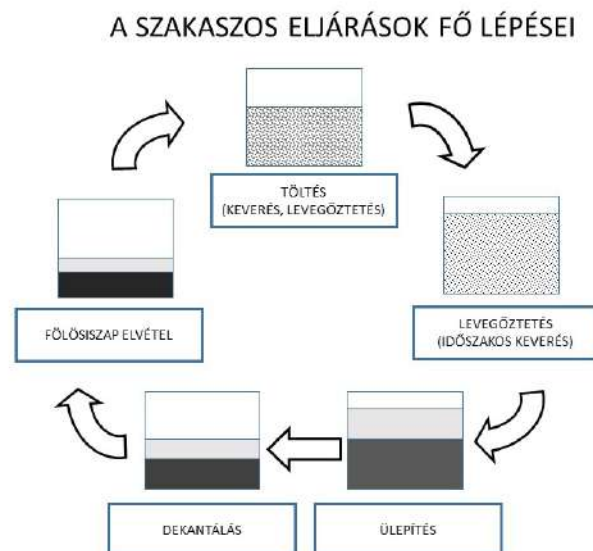 A SZAKASZOS ELJÁRÁSOK FŐ LÉPÉSEI
TÖLTÉS
(KEVERÉS, LEVEGŐZTETÉS)
LEVEGŐZTETÉS
(IDŐSZAKOS KEVERÉS)
ÜLEPÍTÉS
DEKANTÁLÁS
FÖLÖSISZAP ELVÉTEL